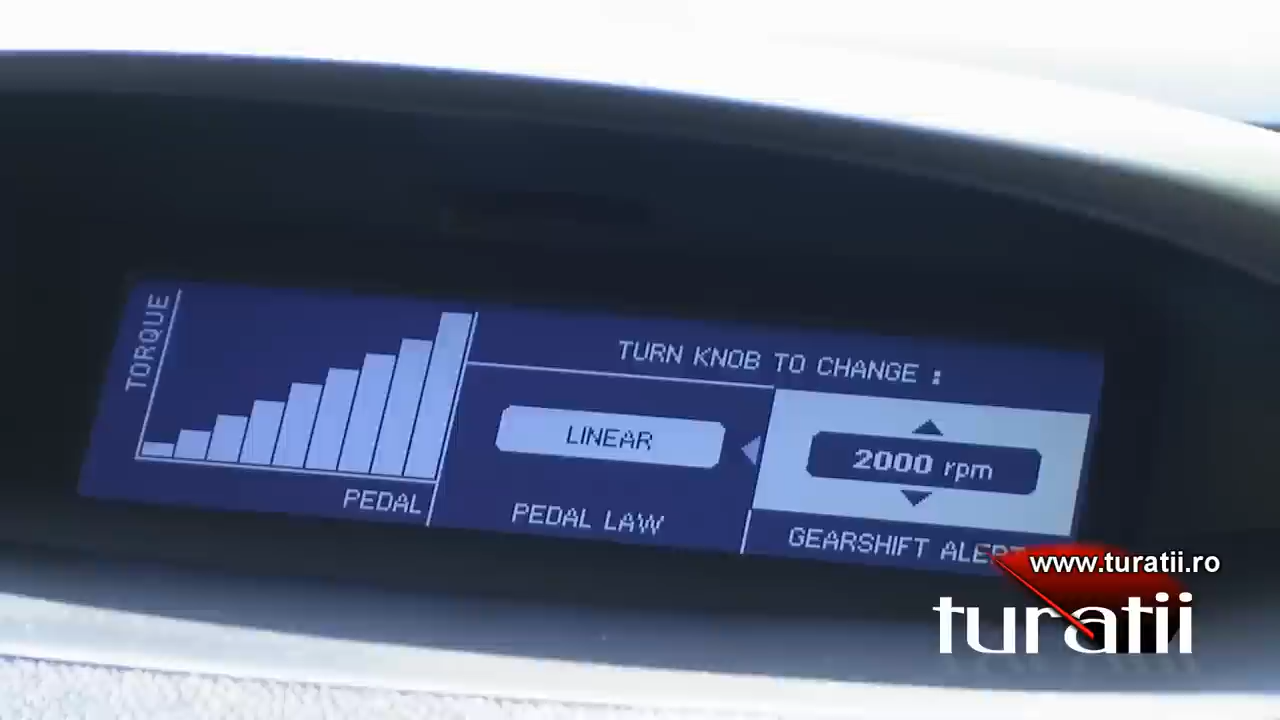 TORQUE
PEDAL
TURN KNOB TO CHANGE :
LINEAR
PEDAL LAW
2000 rpm
GEARSHIFT ALERT
www.turatii.ro
turatii